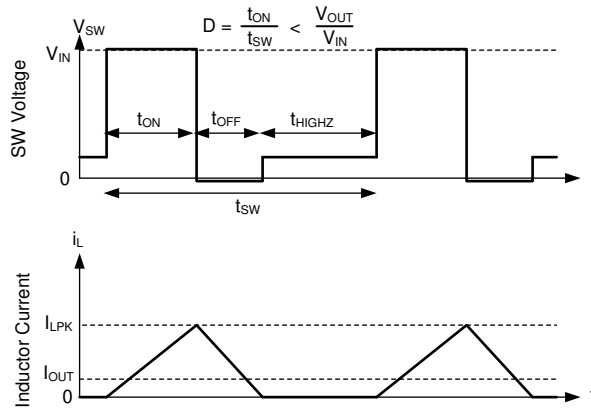 V_SW
D = t_ON / t_SW < V_OUT / V_IN
V_IN
SW Voltage
t_ON
t_OFF
t_HIGHZ
0
t_SW
i_L
Inductor Current
I_LPK
I_OUT
0